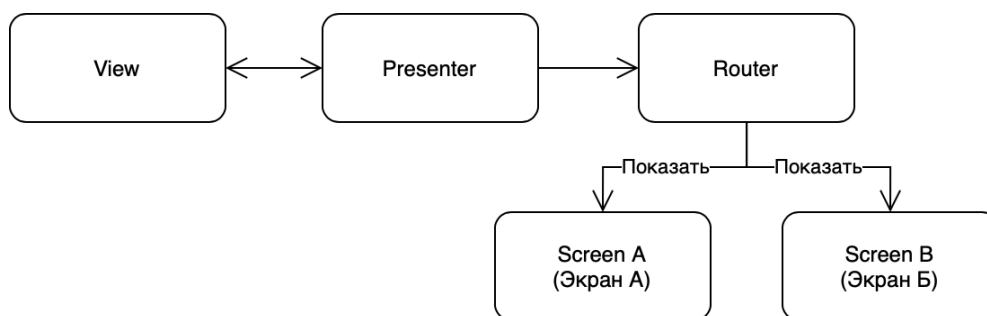 View
Presenter
Router
Показать
Показать
Screen A
(Экран А)
Screen B
(Экран Б)